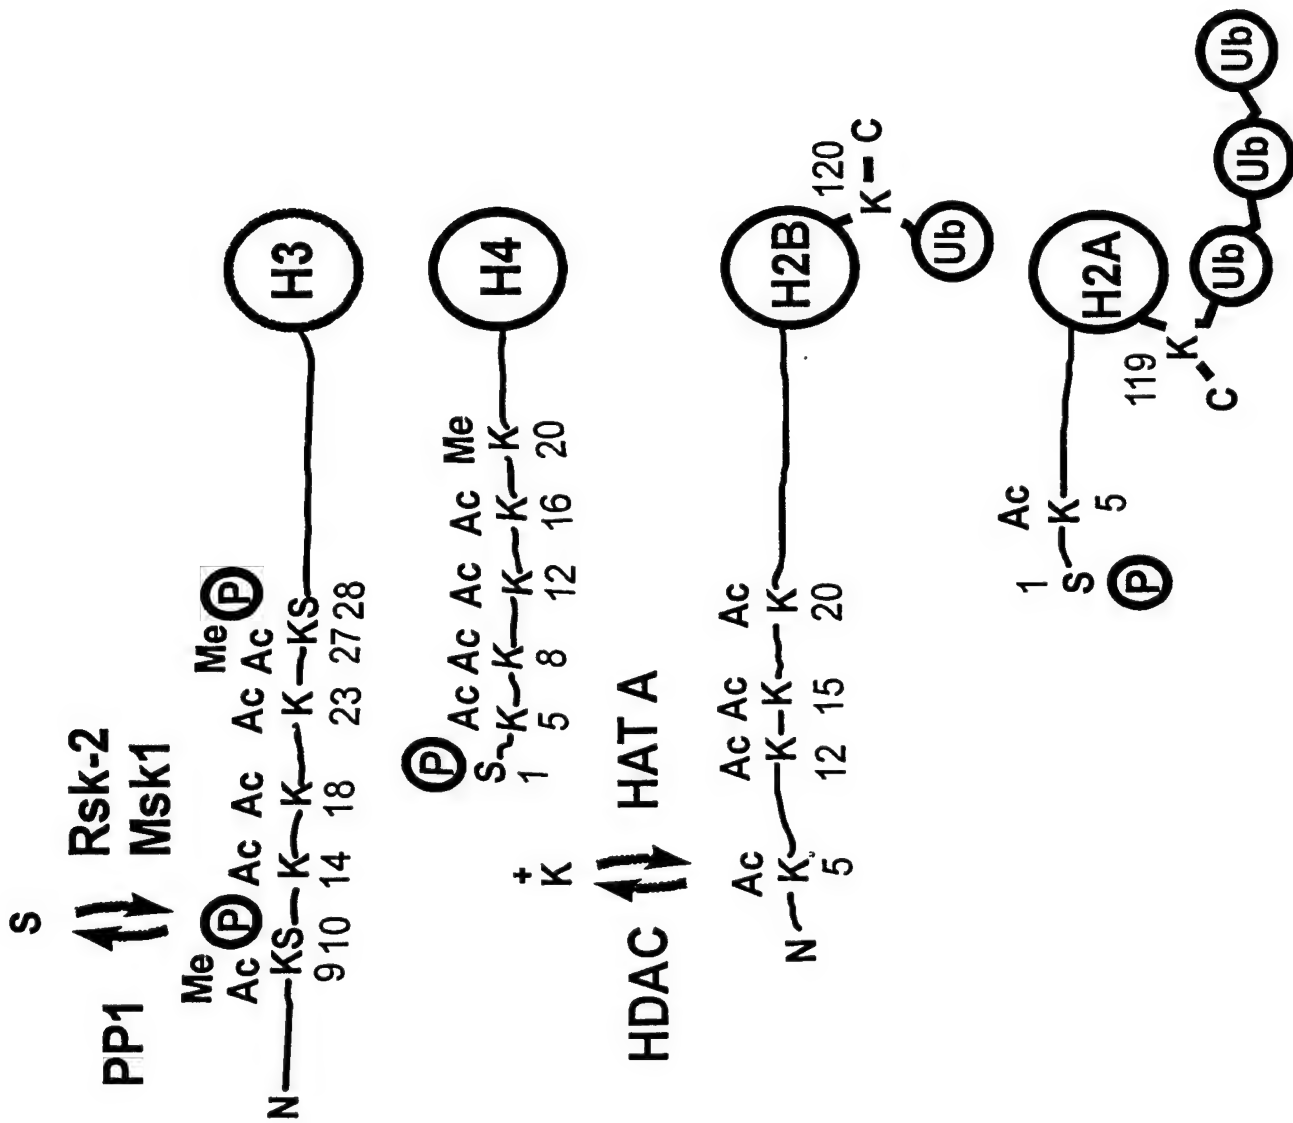 S
PP1 Rsk-2
Msk1
Me P Me P
Ac Ac Ac Ac Ac
N KS K K K KS H3
9 10 14 18 23 27 28
P
Ac Ac Ac Ac Me
S K K K K K H4
1 5 8 12 16 20
+
K
HDAC HAT A
Ac Ac Ac Ac
N K K K K H2B
5 12 15 20
120
K C
Ub
Ac
1
S K H2A
P 5
119
K
C
Ub Ub Ub